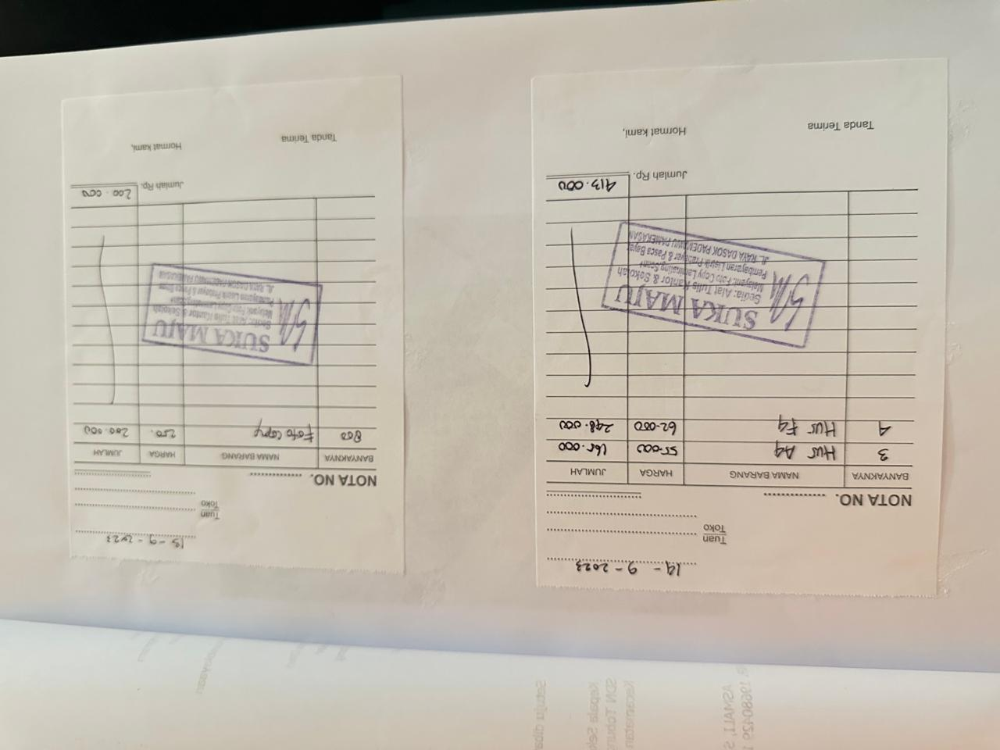 14 - 9 - 2023
Tuan
Toko
NOTA NO.
BANYAKNYA NAMA BARANG HARGA JUMLAH
3 Hvr A4 55.000 165.000
4 Hvr F4 62.000 248.000
SUKA MAJU
Sedia: Alat Tulis Kantor & Sekolah
Melayani: Foto Copy Laminating Scan
Pembayaran Listrik Prabayar & Pasca Bayar
JL. RAYA DASOK PADEMAWU PAMEKASAN
SM
Jumlah Rp. 413.000
Tanda Terima Hormat kami,
15 - 9 - 2023
Tuan
Toko
NOTA NO.
BANYAKNYA NAMA BARANG HARGA JUMLAH
800 Foto Copy 250. 200.000
SUKA MAJU
Sedia: Alat Tulis Kantor & Sekolah
Melayani: Foto Copy Laminating Scan
Pembayaran Listrik Prabayar & Pasca Bayar
JL. RAYA DASOK PADEMAWU PAMEKASAN
SM
Jumlah Rp. 200.000
Tanda Terima Hormat kami,